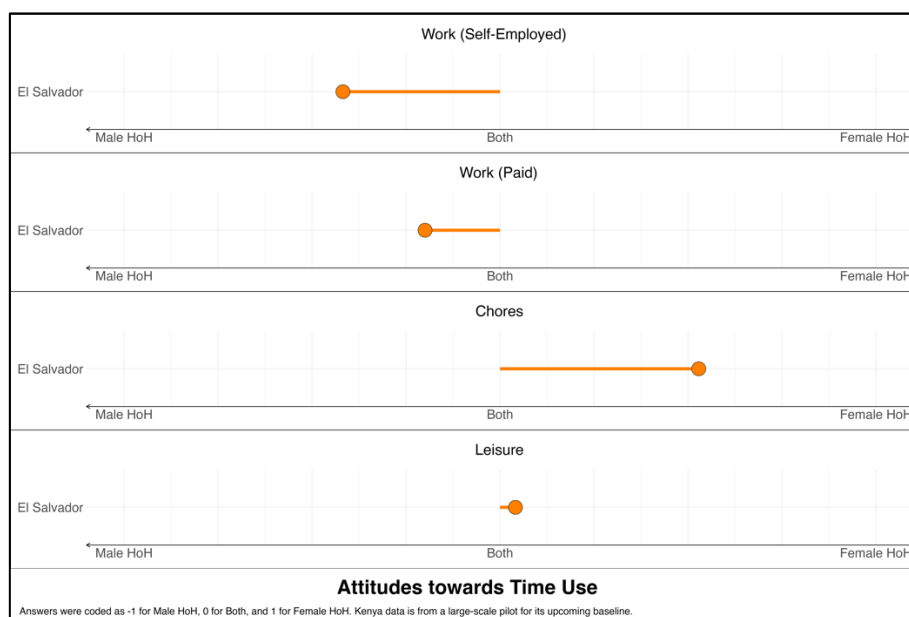 Work (Self-Employed)
El Salvador
Male HoH Both Female HoH
Work (Paid)
El Salvador
Male HoH Both Female HoH
Chores
El Salvador
Male HoH Both Female HoH
Leisure
El Salvador
Male HoH Both Female HoH
Attitudes towards Time Use
Answers were coded as -1 for Male HoH, 0 for Both, and 1 for Female HoH. Kenya data is from a large-scale pilot for its upcoming baseline.